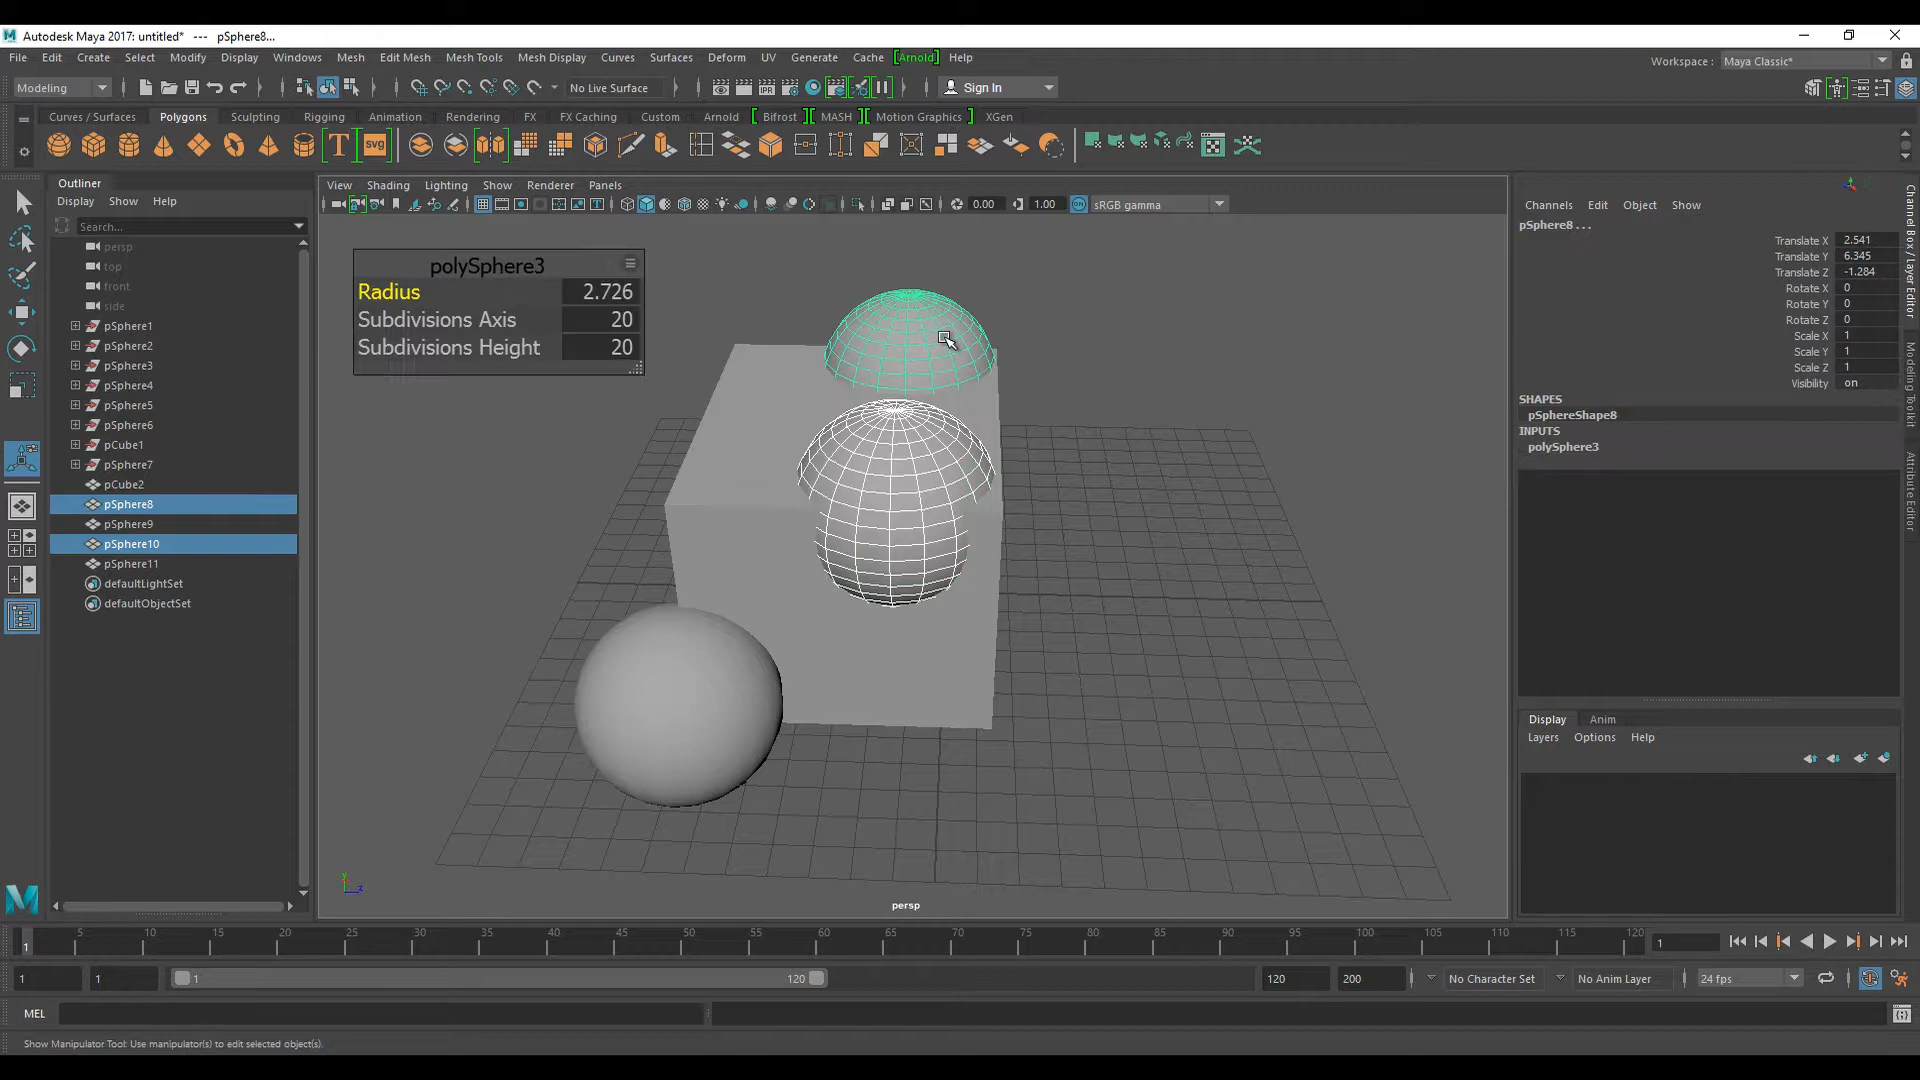 Autodesk Maya 2017: untitled*   ---   pSphere8...
File Edit Create Select Modify Display Windows Mesh Edit Mesh Mesh Tools Mesh Display Curves Surfaces Deform UV Generate Cache [Arnold] Help
Workspace : Maya Classic*
Modeling
No Live Surface
IPR
Sign In
Curves / Surfaces Polygons Sculpting Rigging Animation Rendering FX FX Caching Custom Arnold Bifrost MASH Motion Graphics XGen
T svg
Outliner
Display Show Help
Search...
persp
top
front
side
pSphere1
pSphere2
pSphere3
pSphere4
pSphere5
pSphere6
pCube1
pSphere7
pCube2
pSphere8
pSphere9
pSphere10
pSphere11
defaultLightSet
defaultObjectSet
View Shading Lighting Show Renderer Panels
0.00 1.00 ON sRGB gamma
polySphere3
Radius 2.726
Subdivisions Axis 20
Subdivisions Height 20
persp
y
z
Channels Edit Object Show
pSphere8 ...
Translate X 2.541
Translate Y 6.345
Translate Z -1.284
Rotate X 0
Rotate Y 0
Rotate Z 0
Scale X 1
Scale Y 1
Scale Z 1
Visibility on
SHAPES
pSphereShape8
INPUTS
polySphere3
Display Anim
Layers Options Help
Channel Box / Layer Editor
Modeling Toolkit
Attribute Editor
5 10 15 20 25 30 35 40 45 50 55 60 65 70 75 80 85 90 95 100 105 110 115 120
1
1
1 1 1 120 120 200 No Character Set No Anim Layer 24 fps
MEL
Show Manipulator Tool: Use manipulator(s) to edit selected object(s).